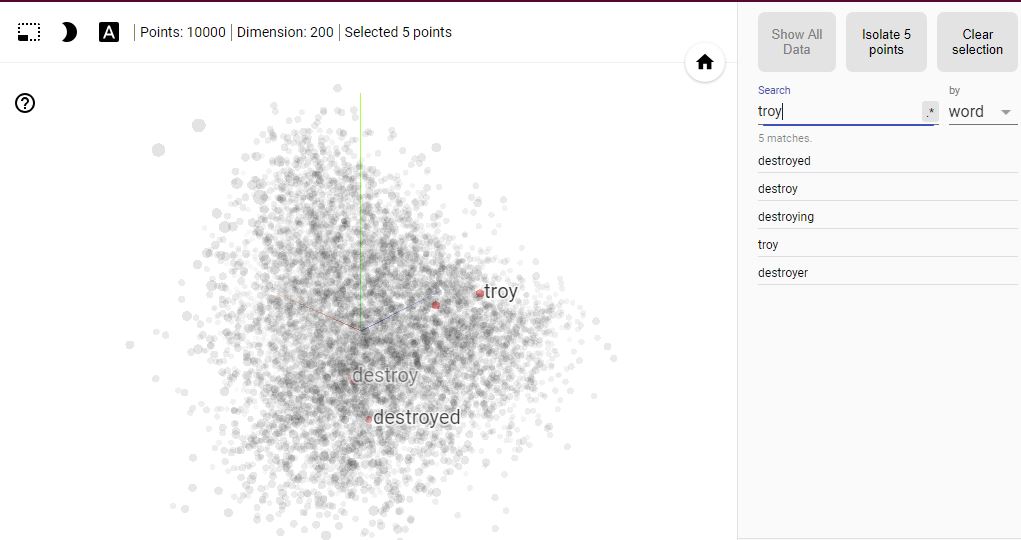 A Points: 10000 Dimension: 200 Selected 5 points
troy
destroy
destroyed
Show All Data
Isolate 5 points
Clear selection
Search
by
troy
.*
word
5 matches.
destroyed
destroy
destroying
troy
destroyer